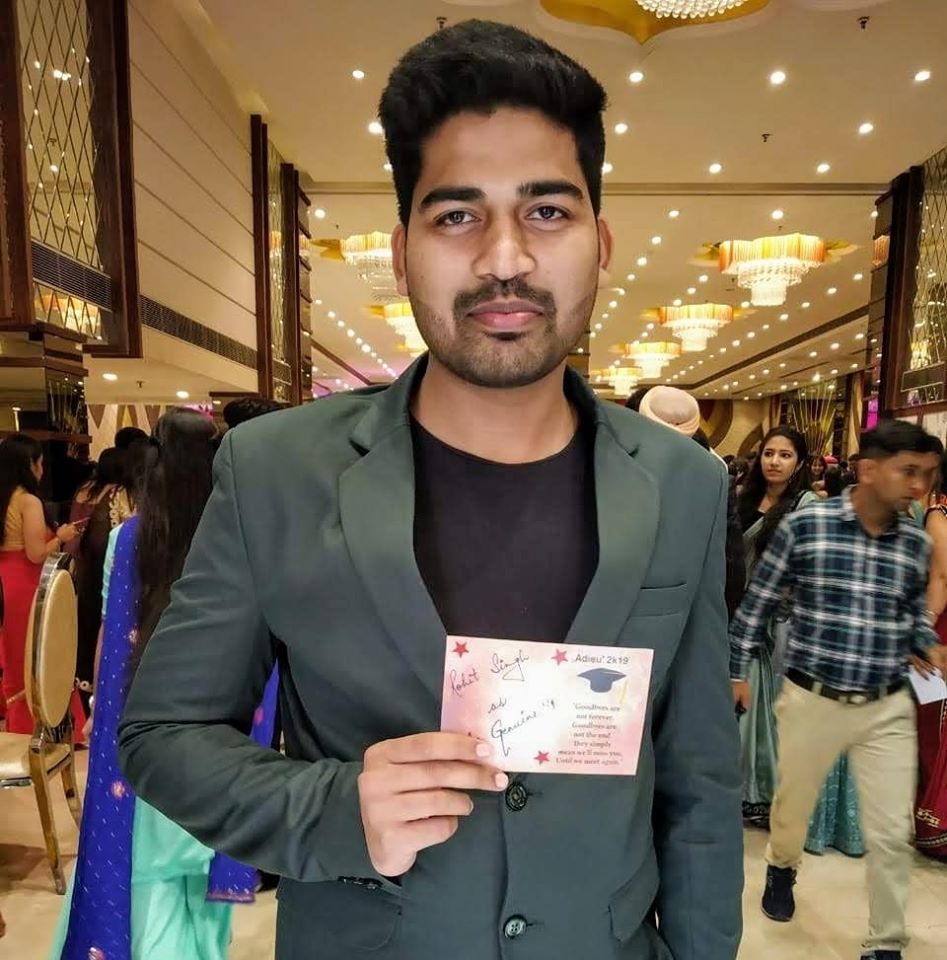 Rohit Singh
as
Genuine
Adieu' 2k19
"Goodbyes are
not forever.
Goodbyes are
not the end.
They simply
mean we'll miss you,
Until we meet again."